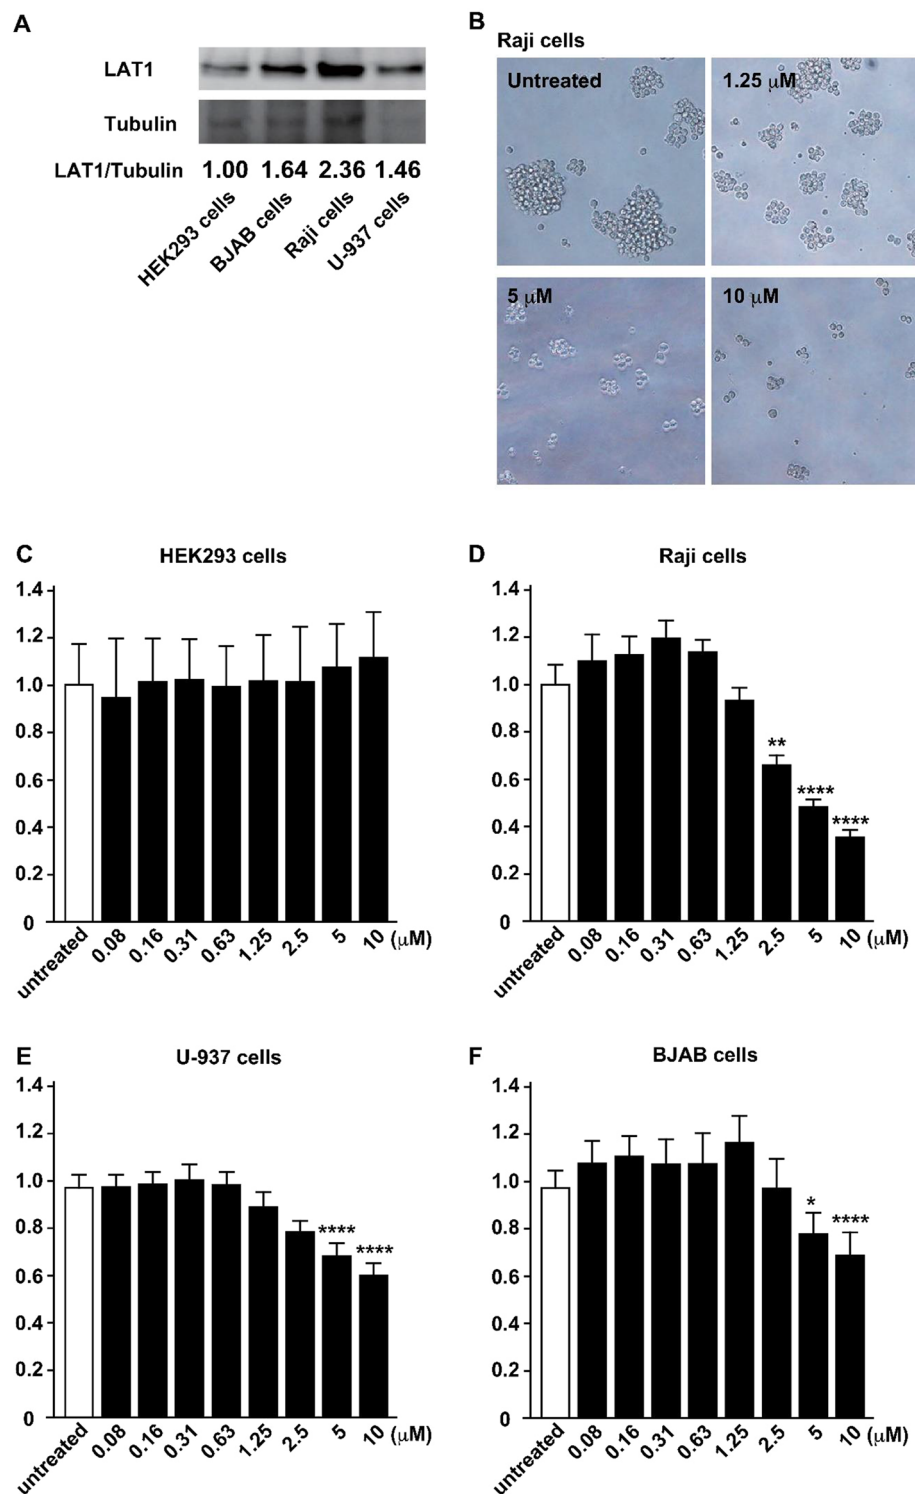 A
LAT1
Tubulin
LAT1/Tubulin 1.00 1.64 2.36 1.46
HEK293 cells
BJAB cells
Raji cells
U-937 cells
B
Raji cells
Untreated
1.25 μM
5 μM
10 μM
C
HEK293 cells
1.4
1.2
1.0
0.8
0.6
0.4
0.2
0
untreated 0.08 0.16 0.31 0.63 1.25 2.5 5 10 (μM)
D
Raji cells
1.4
1.2
1.0
0.8
0.6
0.4
0.2
0
**
****
****
untreated 0.08 0.16 0.31 0.63 1.25 2.5 5 10 (μM)
E
U-937 cells
1.4
1.2
1.0
0.8
0.6
0.4
0.2
0
****
****
untreated 0.08 0.16 0.31 0.63 1.25 2.5 5 10 (μM)
F
BJAB cells
1.4
1.2
1.0
0.8
0.6
0.4
0.2
0
*
****
untreated 0.08 0.16 0.31 0.63 1.25 2.5 5 10 (μM)